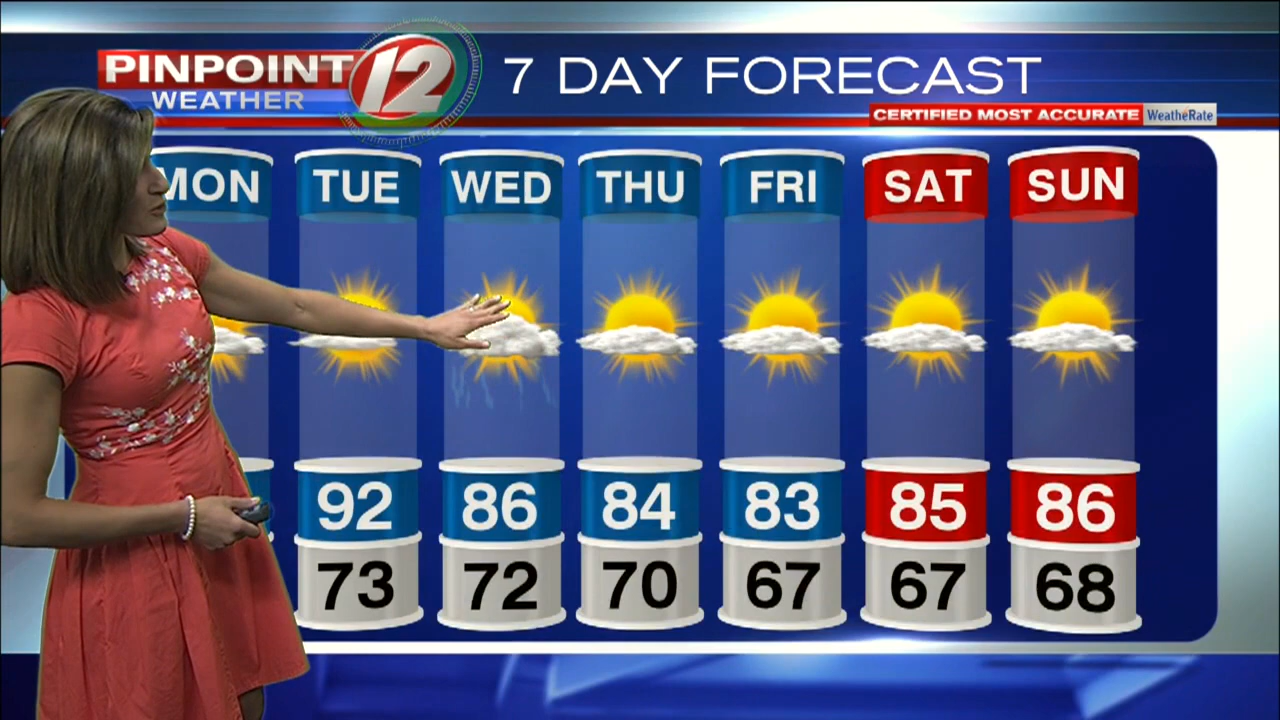 PINPOINT 12
WEATHER
7 DAY FORECAST
CERTIFIED MOST ACCURATE WeatheRate
MON TUE WED THU FRI SAT SUN
92 86 84 83 85 86
73 72 70 67 67 68